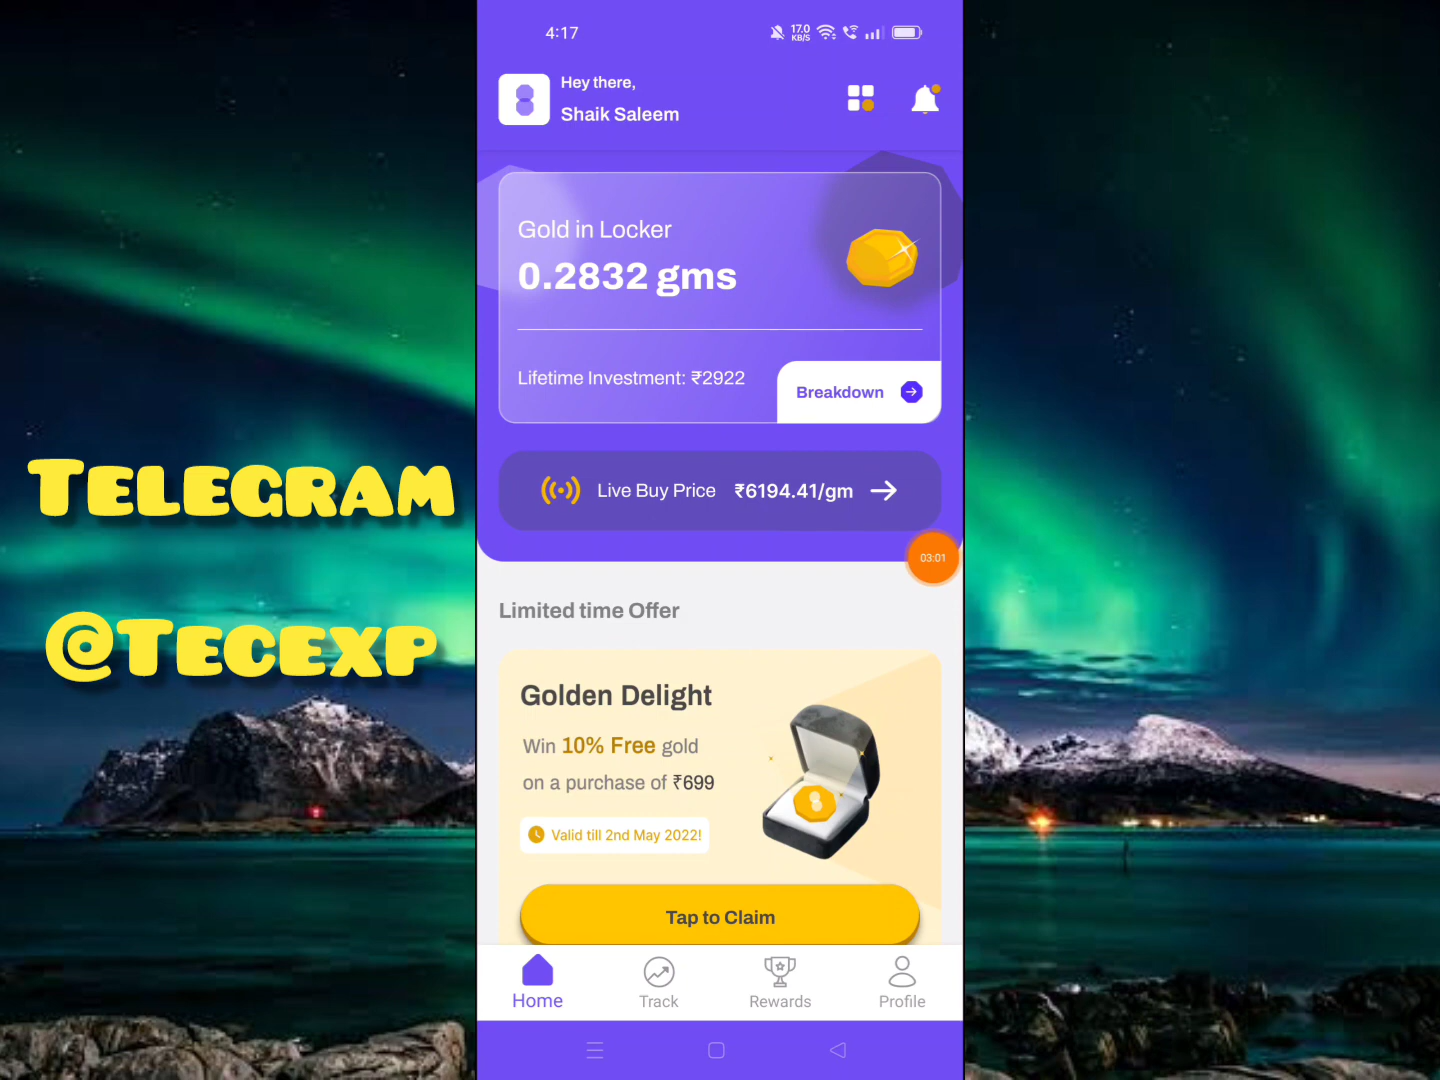 4:17
17.0
KB/S
Hey there,
Shaik Saleem
Gold in Locker
0.2832 gms
Lifetime Investment: ₹2922
Breakdown
Live Buy Price ₹6194.41/gm
03:01
Limited time Offer
Golden Delight
Win 10% Free gold
on a purchase of ₹699
Valid till 2nd May 2022!
Tap to Claim
Home
Track
Rewards
Profile
Telegram
@Tecexp